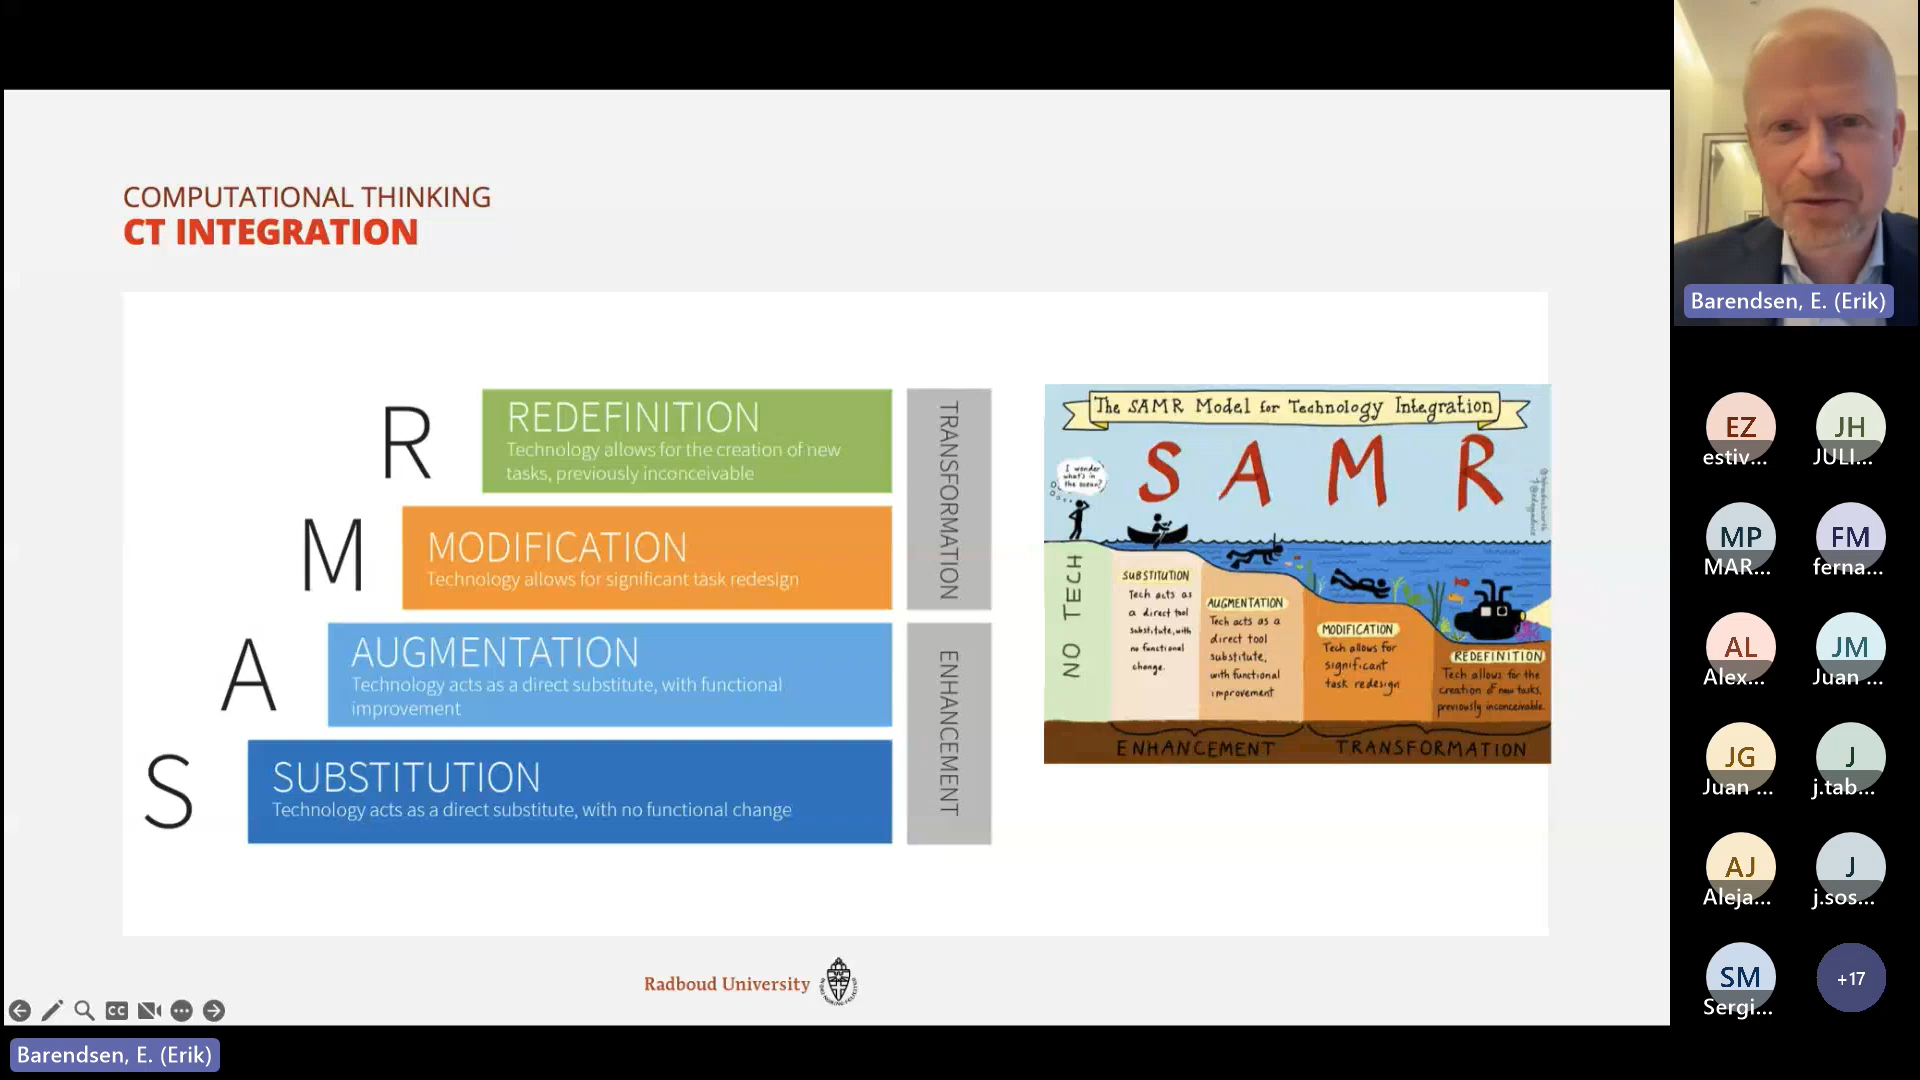 COMPUTATIONAL THINKING
CT INTEGRATION
R
REDEFINITION
Technology allows for the creation of new
tasks, previously inconceivable
M
MODIFICATION
Technology allows for significant task redesign
TRANSFORMATION
A
AUGMENTATION
Technology acts as a direct substitute, with functional
improvement
S
SUBSTITUTION
Technology acts as a direct substitute, with no functional change
ENHANCEMENT
The SAMR Model for Technology Integration
S A M R
I wonder
what's in
the ocean?
NO TECH
SUBSTITUTION
Tech acts as
a direct tool
substitute, with
no functional
change.
AUGMENTATION
Tech acts as a
direct tool
substitute,
with functional
improvement
MODIFICATION
Tech allows for
significant
task redesign
REDEFINITION
Tech allows for the
creation of new tasks,
previously inconceivable.
ENHANCEMENT
TRANSFORMATION
Radboud University
CC
Barendsen, E. (Erik)
Barendsen, E. (Erik)
EZ
estiv...
JH
JULI...
MP
MAR...
FM
ferna...
AL
Alex...
JM
Juan ...
JG
Juan ...
J
j.tab...
AJ
Aleja...
J
j.sos...
SM
Sergi...
+17